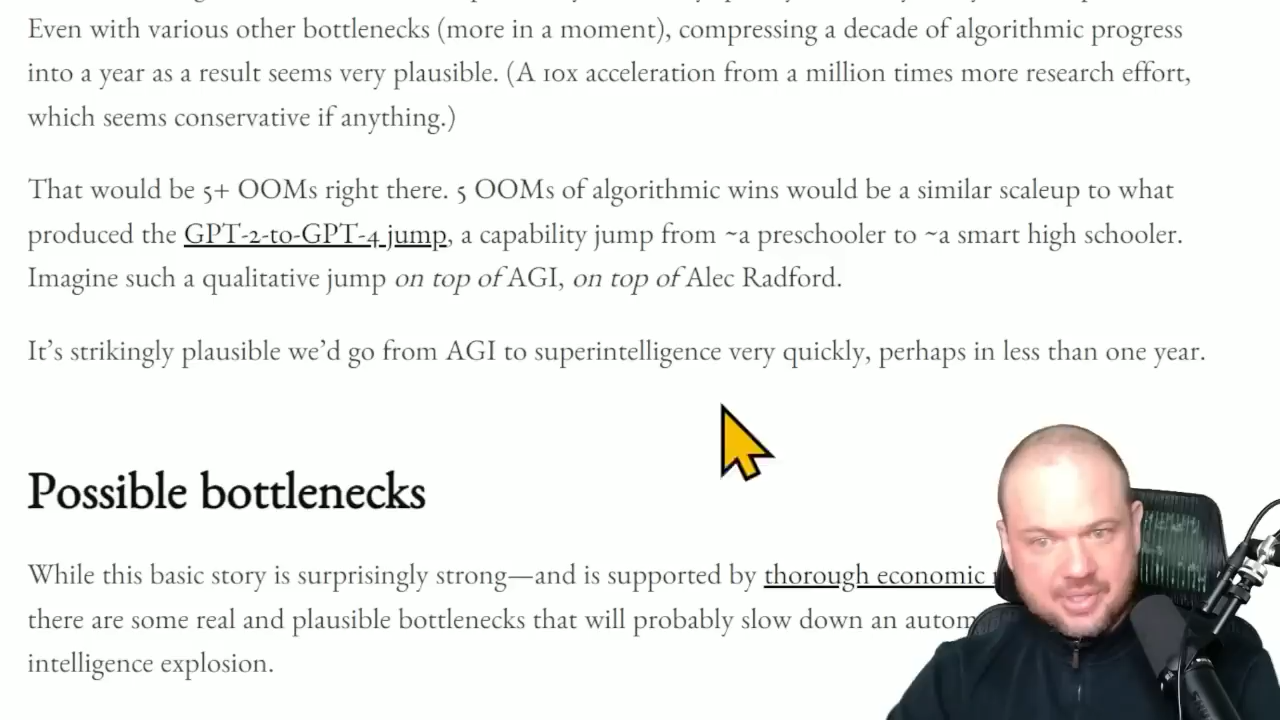 Even with various other bottlenecks (more in a moment), compressing a decade of algorithmic progress
into a year as a result seems very plausible. (A 10x acceleration from a million times more research effort,
which seems conservative if anything.)
That would be 5+ OOMs right there. 5 OOMs of algorithmic wins would be a similar scaleup to what
produced the GPT-2-to-GPT-4 jump, a capability jump from ~a preschooler to ~a smart high schooler.
Imagine such a qualitative jump on top of AGI, on top of Alec Radford.
It's strikingly plausible we'd go from AGI to superintelligence very quickly, perhaps in less than one year.
Possible bottlenecks
While this basic story is surprisingly strong—and is supported by thorough economic
there are some real and plausible bottlenecks that will probably slow down an autom
intelligence explosion.